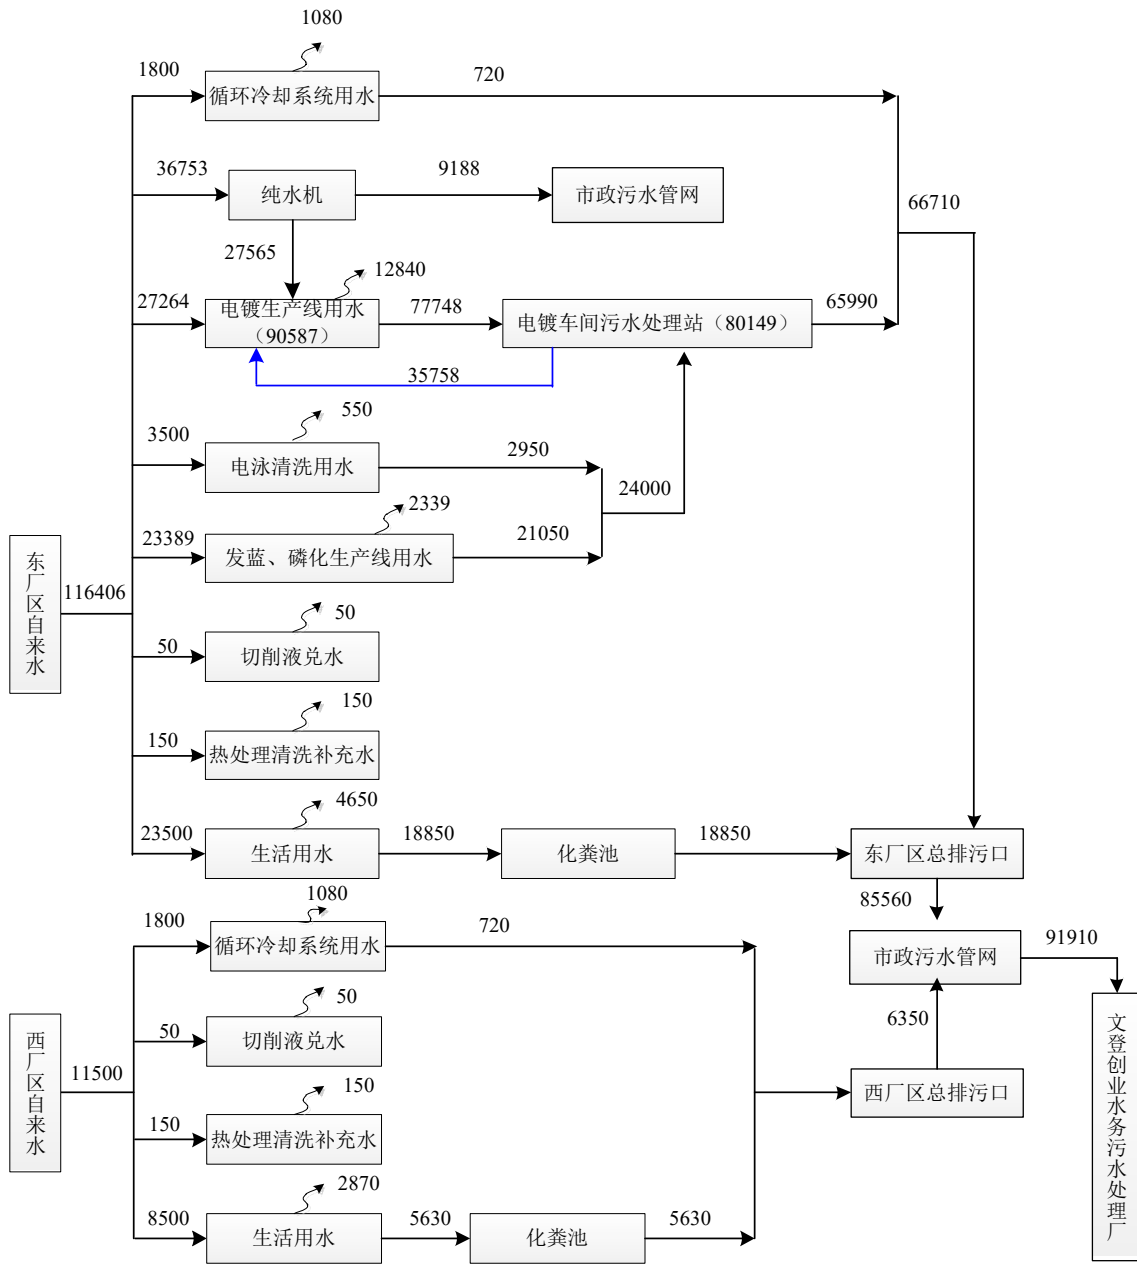 1080
1800
循环冷却系统用水
720
36753
纯水机
9188
市政污水管网
66710
27565
12840
27264
电镀生产线用水
（90587）
77748
电镀车间污水处理站（80149）
65990
35758
550
3500
电泳清洗用水
2950
24000
2339
23389
发蓝、磷化生产线用水
21050
东厂区自来水
116406
50
50
切削液兑水
150
150
热处理清洗补充水
4650
23500
生活用水
18850
化粪池
18850
东厂区总排污口
85560
1080
1800
循环冷却系统用水
720
市政污水管网
91910
50
50
切削液兑水
6350
西厂区自来水
11500
150
150
热处理清洗补充水
西厂区总排污口
文登创业水务污水处理厂
2870
8500
生活用水
5630
化粪池
5630